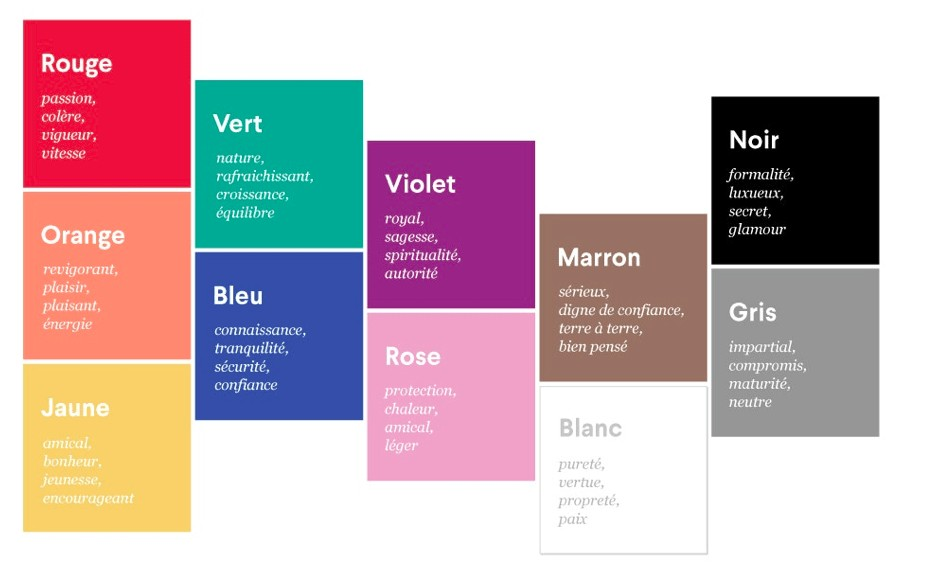 Rouge
passion,
colère,
vigueur,
vitesse
Orange
revigorant,
plaisir,
plaisant,
énergie
Jaune
amical,
bonheur,
jeunesse,
encourageant
Vert
nature,
rafraichissant,
croissance,
équilibre
Bleu
connaissance,
tranquilité,
sécurité,
confiance
Violet
royal,
sagesse,
spiritualité,
autorité
Rose
protection,
chaleur,
amical,
léger
Marron
sérieux,
digne de confiance,
terre à terre,
bien pensé
Blanc
pureté,
vertue,
propreté,
paix
Noir
formalité,
luxueux,
secret,
glamour
Gris
impartial,
compromis,
maturité,
neutre